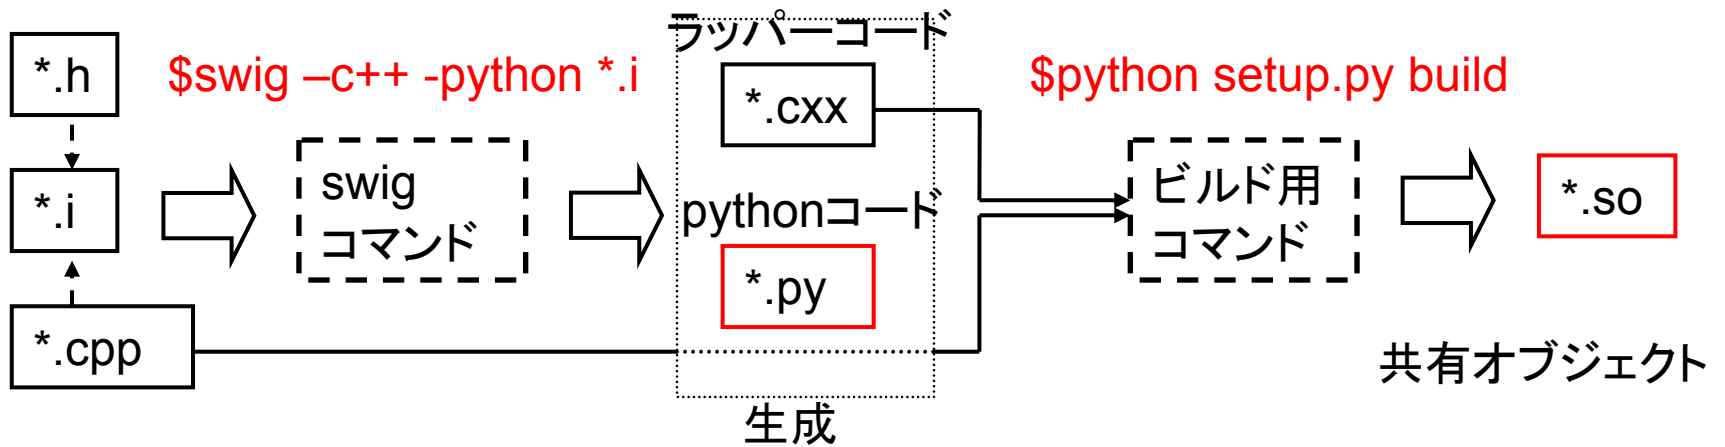 *.h
$swig –c++ -python *.i
*.i
swig
コマンド
*.cpp
ラッパーコード
*.cxx
pythonコード
*.py
生成
$python setup.py build
ビルド用
コマンド
*.so
共有オブジェクト